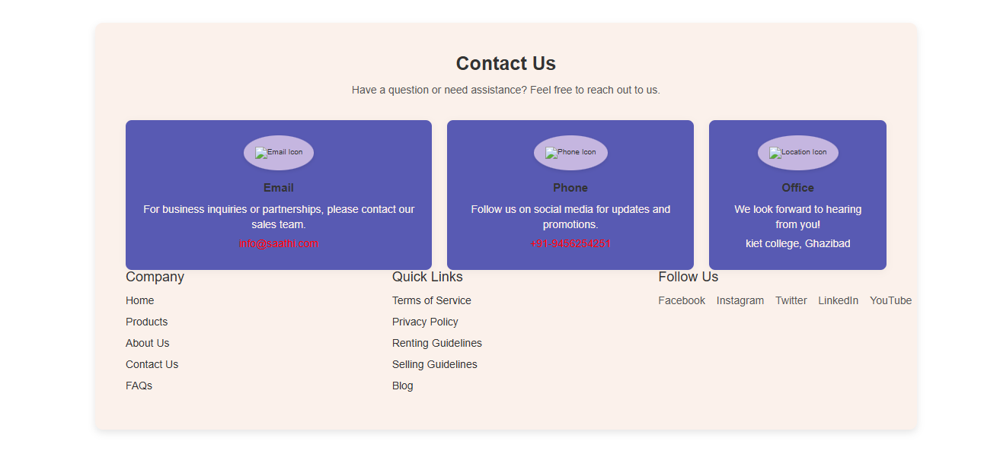 Contact Us
Have a question or need assistance? Feel free to reach out to us.
Email Icon
Email
For business inquiries or partnerships, please contact our
sales team.
info@saathi.com
Phone Icon
Phone
Follow us on social media for updates and
promotions.
+91-9456254251
Location Icon
Office
We look forward to hearing
from you!
kiet college, Ghazibad
Company
Home
Products
About Us
Contact Us
FAQs
Quick Links
Terms of Service
Privacy Policy
Renting Guidelines
Selling Guidelines
Blog
Follow Us
Facebook Instagram Twitter LinkedIn YouTube